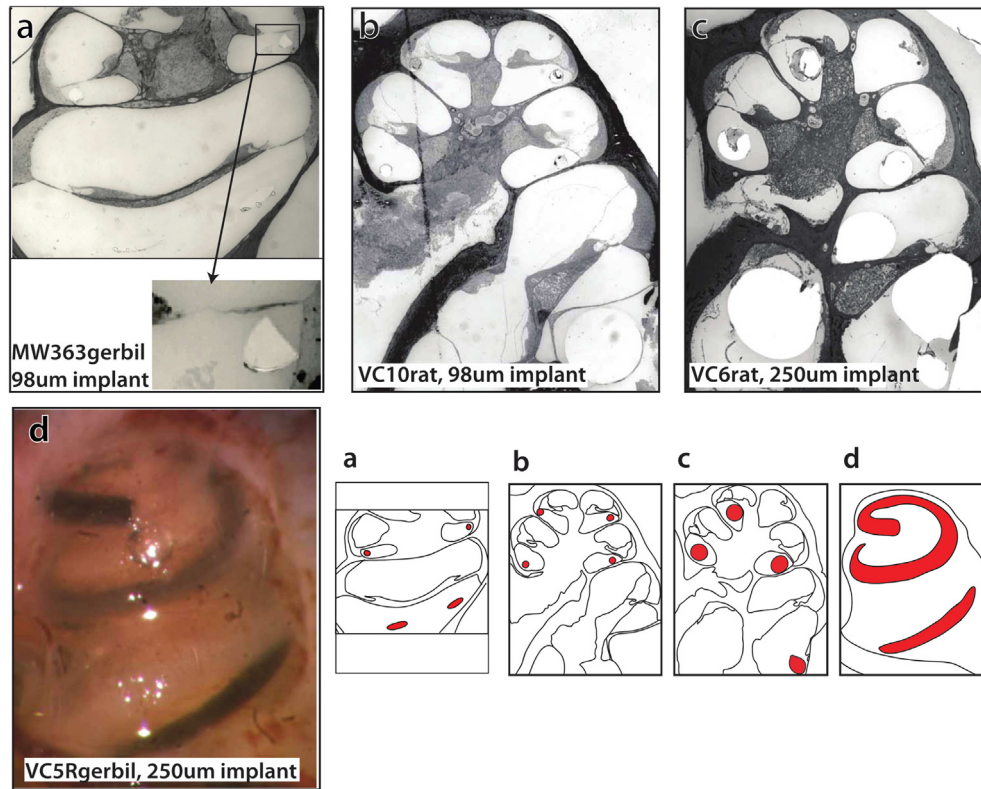 a
b
c
MW363gerbil
98um implant
VC10rat, 98um implant
VC6rat, 250um implant
d
VC5Rgerbil, 250um implant
a
b
c
d